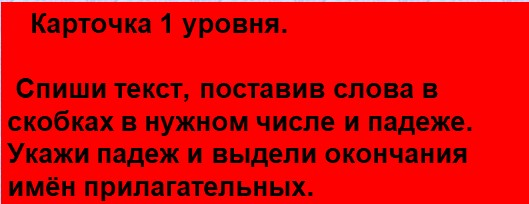 Карточка 1 уровня.
Спиши текст, поставив слова в
скобках в нужном числе и падеже.
Укажи падеж и выдели окончания
имён прилагательных.